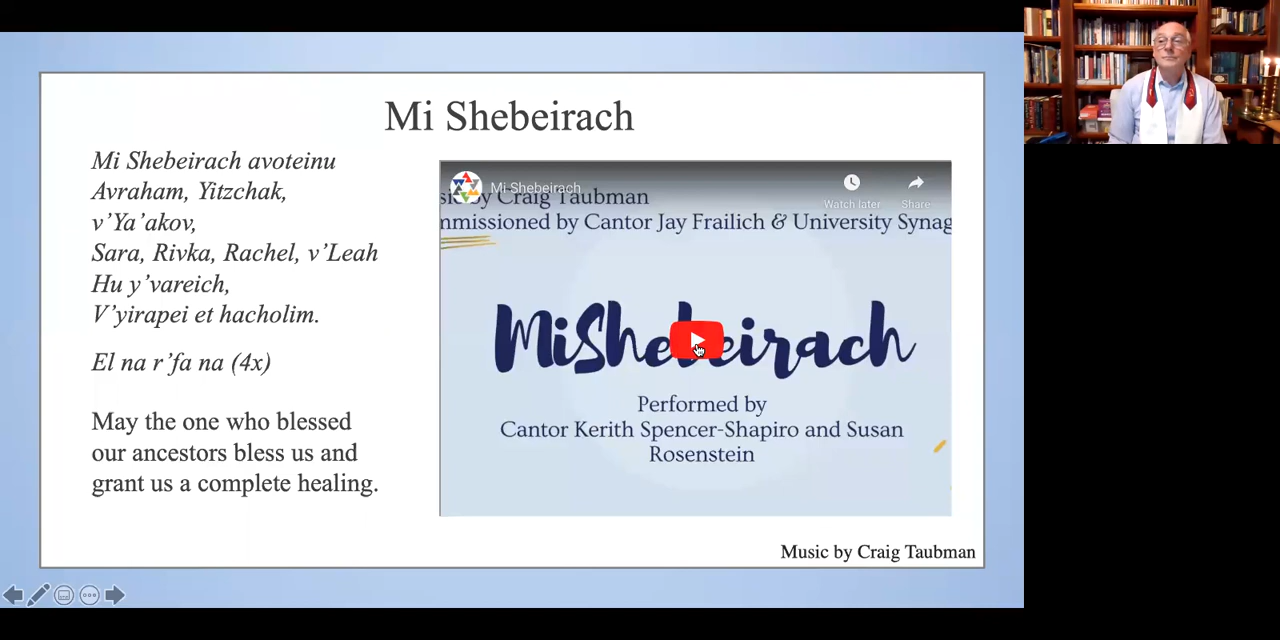 Mi Shebeirach
Mi Shebeirach avoteinu
Avraham, Yitzchak,
v’Ya’akov,
Sara, Rivka, Rachel, v’Leah
Hu y’vareich,
V’yirapei et hacholim.
El na r’fa na (4x)
May the one who blessed
our ancestors bless us and
grant us a complete healing.
Mi Shebeirach
Watch later
Share
by Craig Taubman
by Cantor Jay Frailich & University
MiShebeirach
Performed by
Cantor Kerith Spencer-Shapiro and Susan
Rosenstein
Music by Craig Taubman